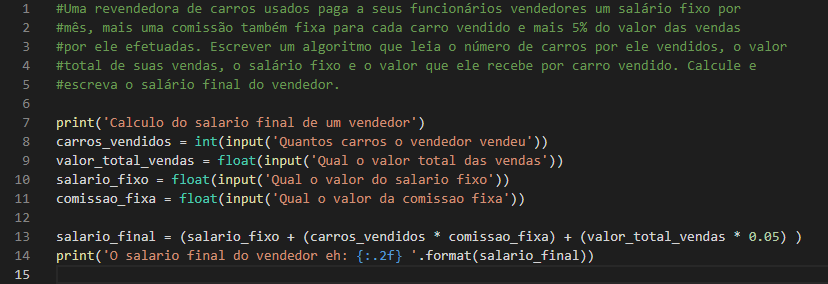 1 #Uma revendedora de carros usados paga a seus funcionários vendedores um salário fixo por
2 #mês, mais uma comissão também fixa para cada carro vendido e mais 5% do valor das vendas
3 #por ele efetuadas. Escrever um algoritmo que leia o número de carros por ele vendidos, o valor
4 #total de suas vendas, o salário fixo e o valor que ele recebe por carro vendido. Calcule e
5 #escreva o salário final do vendedor.
6
7 print('Calculo do salario final de um vendedor')
8 carros_vendidos = int(input('Quantos carros o vendedor vendeu'))
9 valor_total_vendas = float(input('Qual o valor total das vendas'))
10 salario_fixo = float(input('Qual o valor do salario fixo'))
11 comissao_fixa = float(input('Qual o valor da comissao fixa'))
12
13 salario_final = (salario_fixo + (carros_vendidos * comissao_fixa) + (valor_total_vendas * 0.05) )
14 print('O salario final do vendedor eh: {:.2f} '.format(salario_final))
15